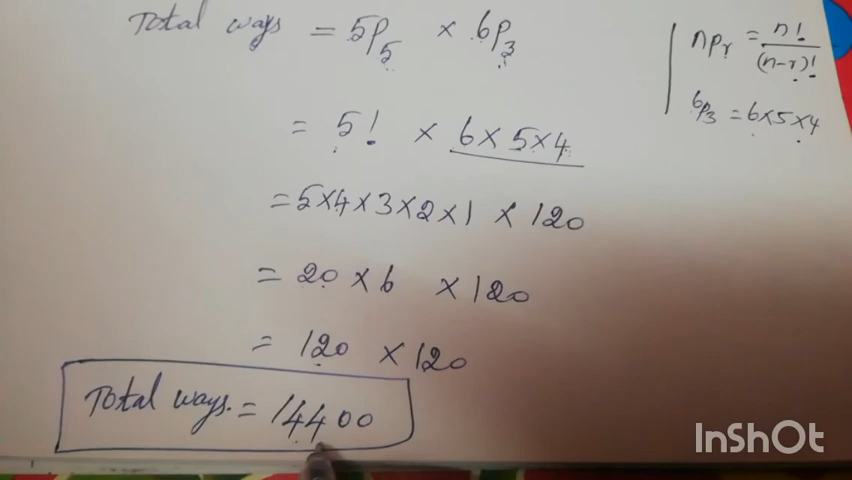 Total ways = 5P5 × 6P3
nPr = n!/(n-r)!
= 5! × 6×5×4
6P3 = 6×5×4
= 5×4×3×2×1 × 120
= 20 × 6 × 120
= 120 × 120
Total ways. = 14400
InShOt